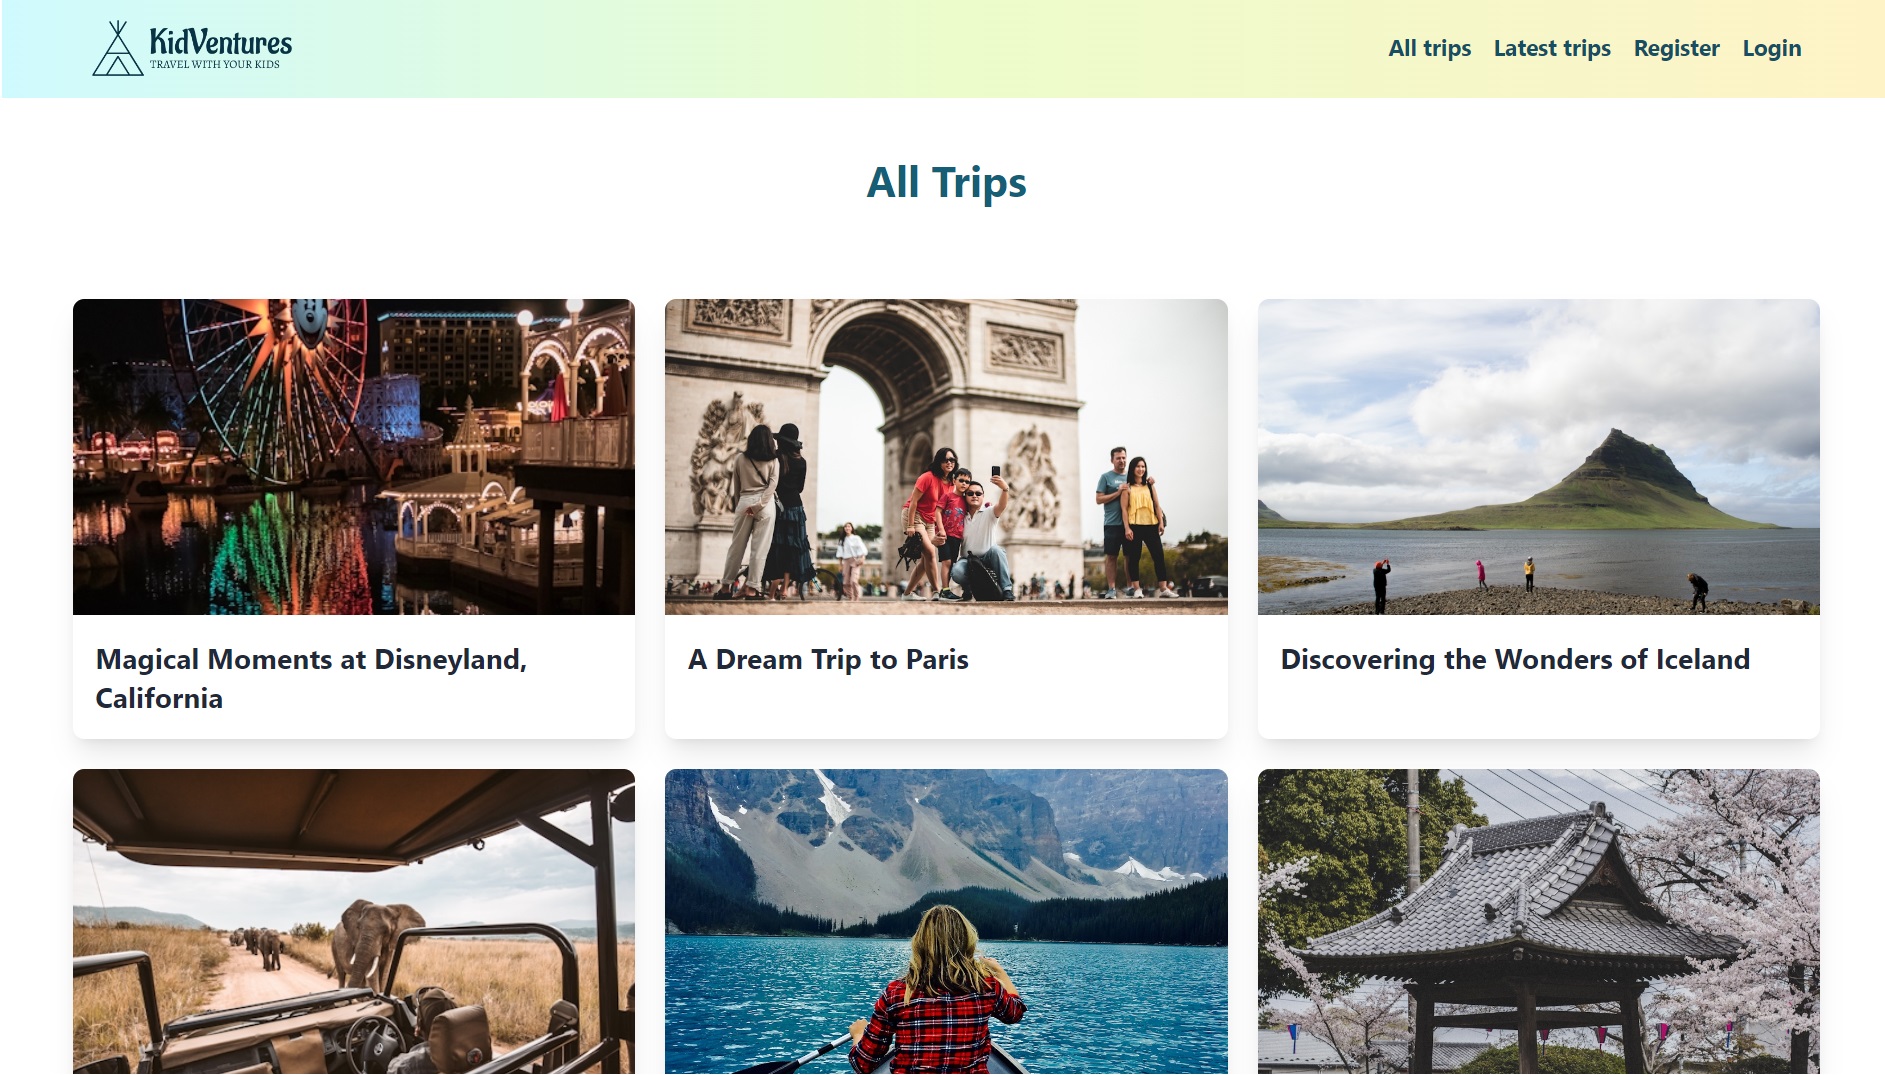 KidVentures
TRAVEL WITH YOUR KIDS
All trips Latest trips Register Login
All Trips
Magical Moments at Disneyland,
California
A Dream Trip to Paris
Discovering the Wonders of Iceland